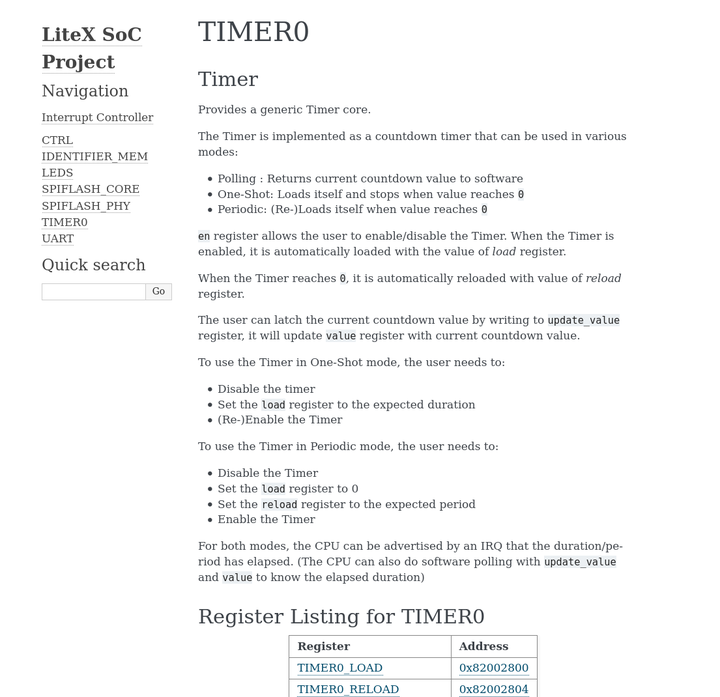 LiteX SoC
Project
Navigation
Interrupt Controller
CTRL
IDENTIFIER_MEM
LEDS
SPIFLASH_CORE
SPIFLASH_PHY
TIMER0
UART
Quick search
Go
TIMER0
Timer
Provides a generic Timer core.
The Timer is implemented as a countdown timer that can be used in various
modes:
• Polling : Returns current countdown value to software
• One-Shot: Loads itself and stops when value reaches 0
• Periodic: (Re-)Loads itself when value reaches 0
en register allows the user to enable/disable the Timer. When the Timer is
enabled, it is automatically loaded with the value of load register.
When the Timer reaches 0, it is automatically reloaded with value of reload
register.
The user can latch the current countdown value by writing to update_value
register, it will update value register with current countdown value.
To use the Timer in One-Shot mode, the user needs to:
• Disable the timer
• Set the load register to the expected duration
• (Re-)Enable the Timer
To use the Timer in Periodic mode, the user needs to:
• Disable the Timer
• Set the load register to 0
• Set the reload register to the expected period
• Enable the Timer
For both modes, the CPU can be advertised by an IRQ that the duration/pe-
riod has elapsed. (The CPU can also do software polling with update_value
and value to know the elapsed duration)
Register Listing for TIMER0
Register Address
TIMER0_LOAD 0x82002800
TIMER0_RELOAD 0x82002804